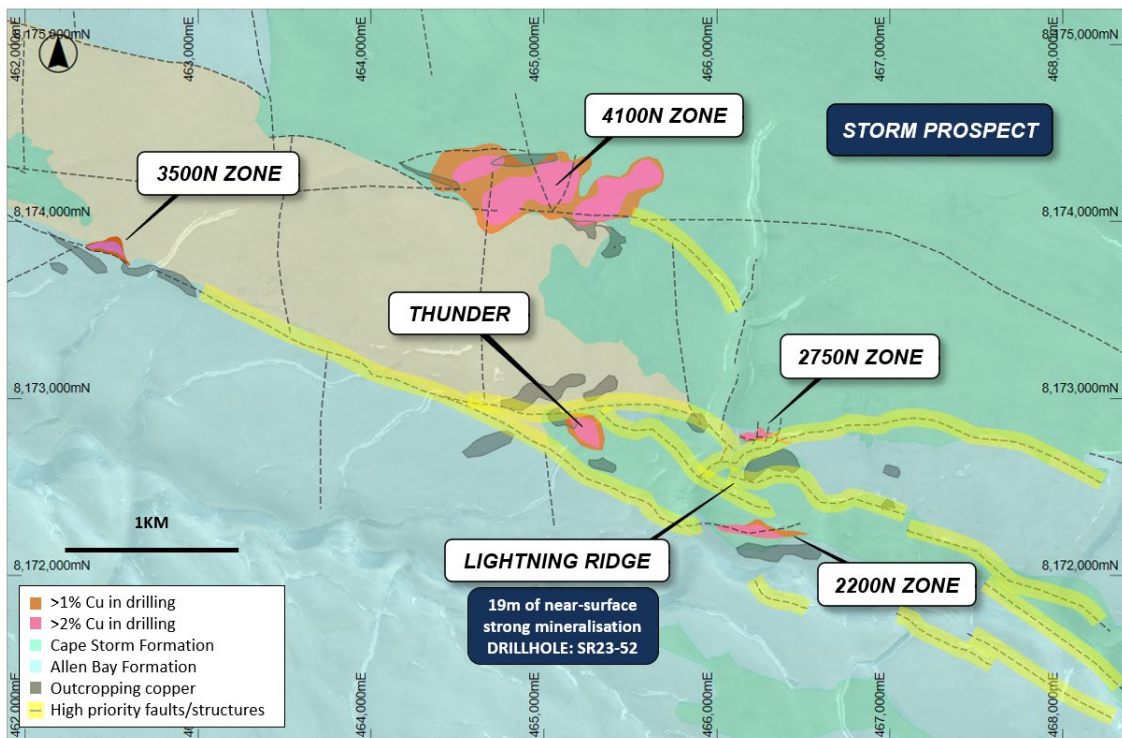 8,175,000mN
462,000mE
463,000mE
464,000mE
465,000mE
466,000mE
467,000mE
468,000mE
8,175,000mN
4100N ZONE
STORM PROSPECT
3500N ZONE
8,174,000mN
8,174,000mN
THUNDER
2750N ZONE
8,173,000mN
8,173,000mN
1KM
LIGHTNING RIDGE
2200N ZONE
8,172,000mN
8,172,000mN
19m of near-surface
strong mineralisation
DRILLHOLE: SR23-52
>1% Cu in drilling
>2% Cu in drilling
Cape Storm Formation
Allen Bay Formation
Outcropping copper
High priority faults/structures
462,000mE
463,000mE
464,000mE
465,000mE
466,000mE
467,000mE
468,000mE